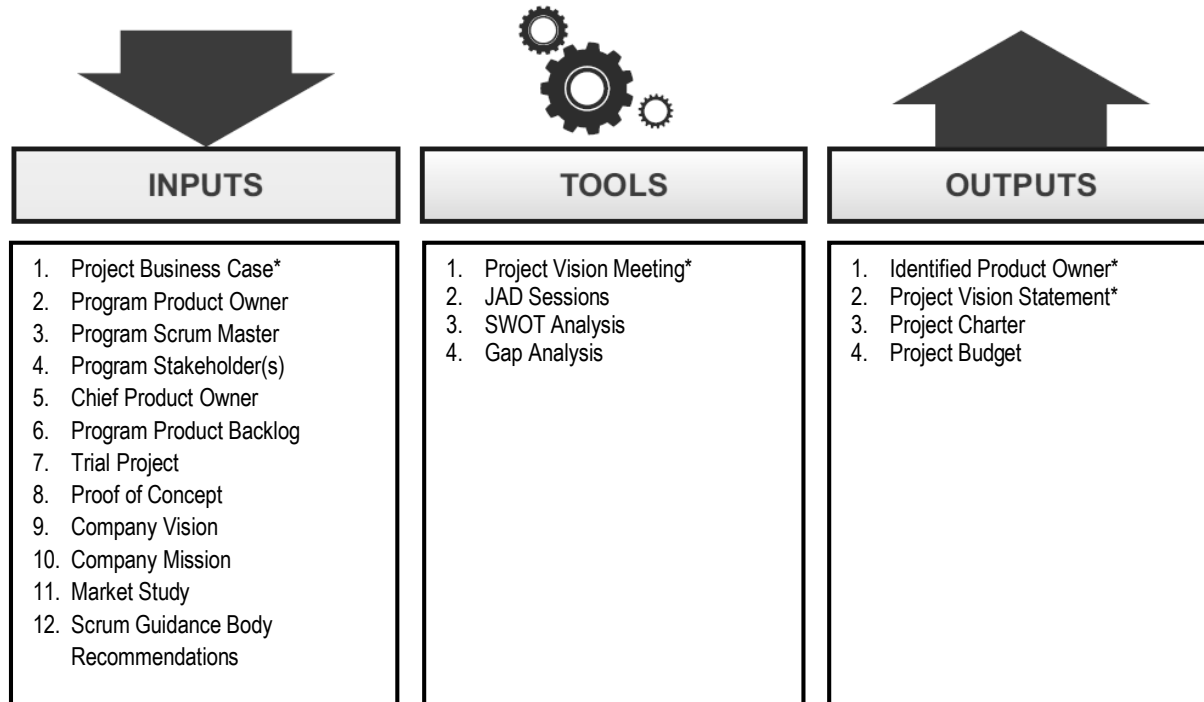 INPUTS
1. Project Business Case*
2. Program Product Owner
3. Program Scrum Master
4. Program Stakeholder(s)
5. Chief Product Owner
6. Program Product Backlog
7. Trial Project
8. Proof of Concept
9. Company Vision
10. Company Mission
11. Market Study
12. Scrum Guidance Body
Recommendations
TOOLS
1. Project Vision Meeting*
2. JAD Sessions
3. SWOT Analysis
4. Gap Analysis
OUTPUTS
1. Identified Product Owner*
2. Project Vision Statement*
3. Project Charter
4. Project Budget